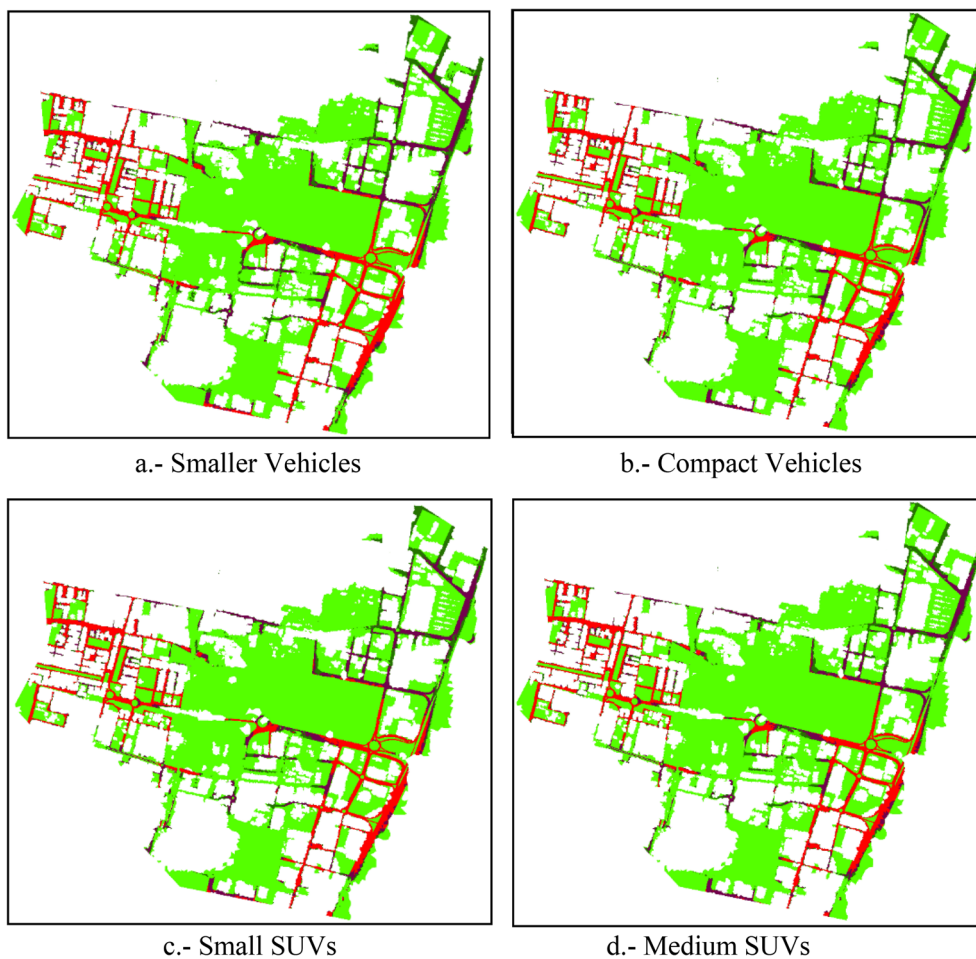 a.- Smaller Vehicles
b.- Compact Vehicles
c.- Small SUVs
d.- Medium SUVs